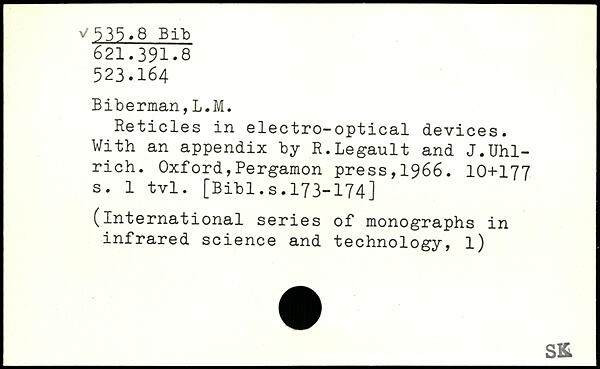 ✓ 535.8 Bib
621.391.8
523.164
Biberman,L.M.
Reticles in electro-optical devices.
With an appendix by R.Legault and J.Uhl-
rich. Oxford,Pergamon press,1966. 10+177
s. 1 tvl. [Bibl.s.173-174]
(International series of monographs in
infrared science and technology, 1)
SK